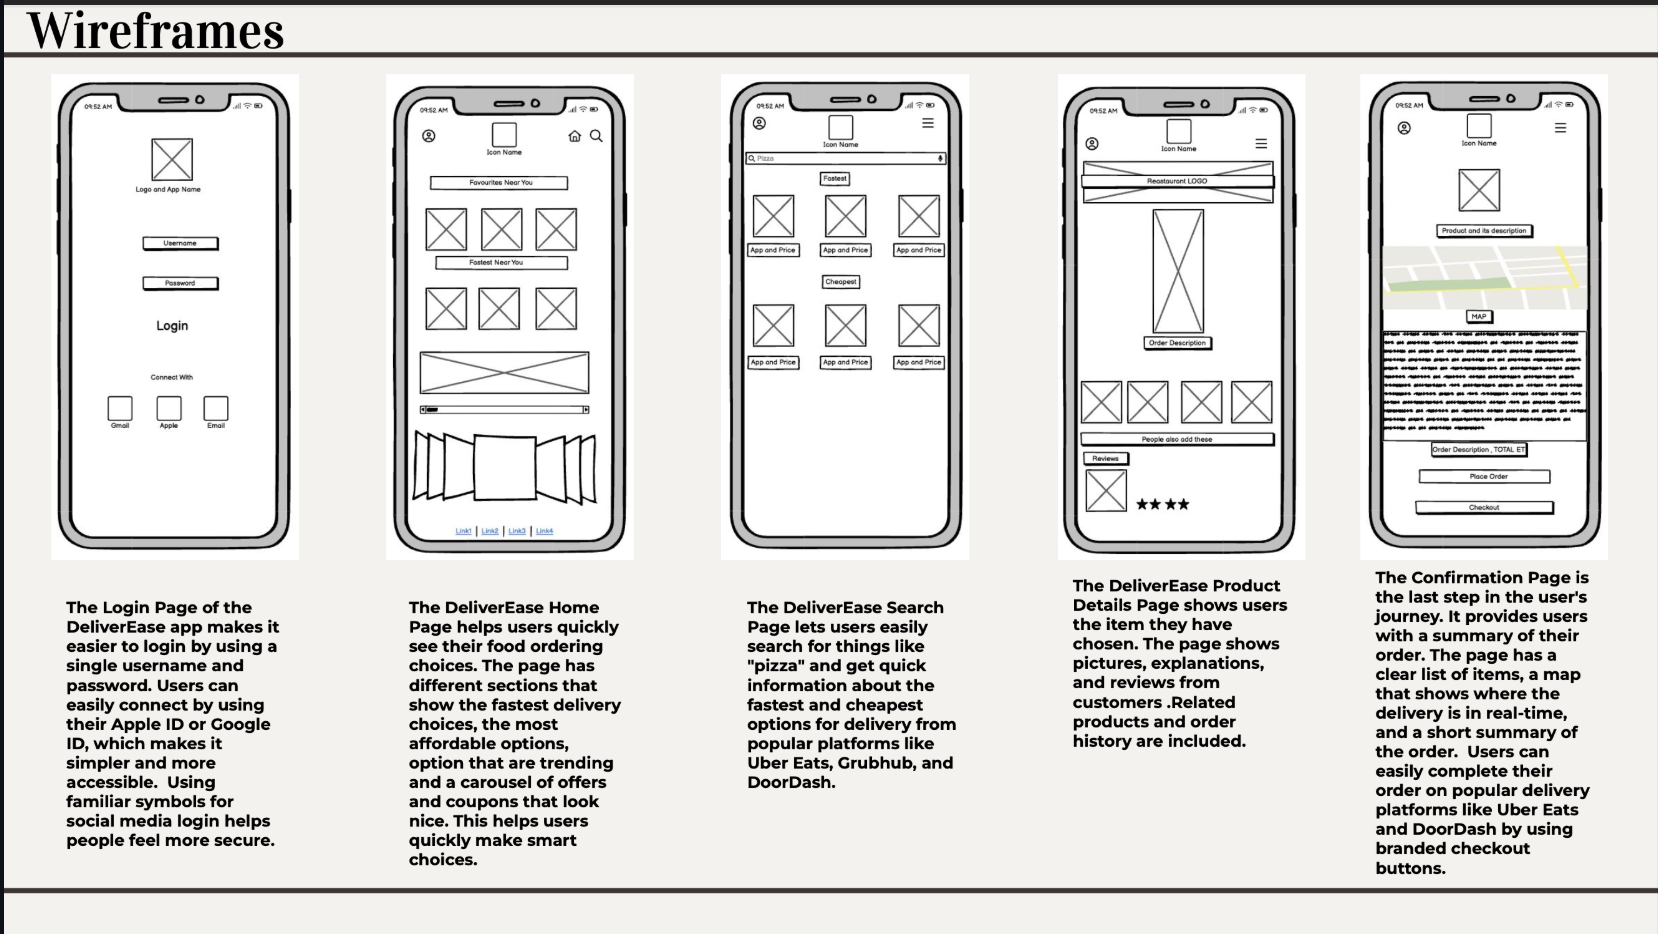 Wireframes
09:52 AM
Logo and App Name
Username
Password
Login
Connect With
Gmail Apple Email
The Login Page of the
DeliverEase app makes it
easier to login by using a
single username and
password. Users can
easily connect by using
their Apple ID or Google
ID, which makes it
simpler and more
accessible.  Using
familiar symbols for
social media login helps
people feel more secure.
09:52 AM
Icon Name
Favourites Near You
Fastest Near You
Link1 | Link2 | Link3 | Link4
The DeliverEase Home
Page helps users quickly
see their food ordering
choices. The page has
different sections that
show the fastest delivery
choices, the most
affordable options,
option that are trending
and a carousel of offers
and coupons that look
nice. This helps users
quickly make smart
choices.
09:52 AM
Icon Name
Pizza
Fastest
App and Price App and Price App and Price
Cheapest
App and Price App and Price App and Price
The DeliverEase Search
Page lets users easily
search for things like
"pizza" and get quick
information about the
fastest and cheapest
options for delivery from
popular platforms like
Uber Eats, Grubhub, and
DoorDash.
09:52 AM
Icon Name
Reastaurant LOGO
Order Description
People also add these
Reviews
The DeliverEase Product
Details Page shows users
the item they have
chosen. The page shows
pictures, explanations,
and reviews from
customers .Related
products and order
history are included.
09:52 AM
Icon Name
Product and its description
MAP
Order Description , TOTAL ET
Place Order
Checkout
The Confirmation Page is
the last step in the user's
journey. It provides users
with a summary of their
order. The page has a
clear list of items, a map
that shows where the
delivery is in real-time,
and a short summary of
the order.  Users can
easily complete their
order on popular delivery
platforms like Uber Eats
and DoorDash by using
branded checkout
buttons.